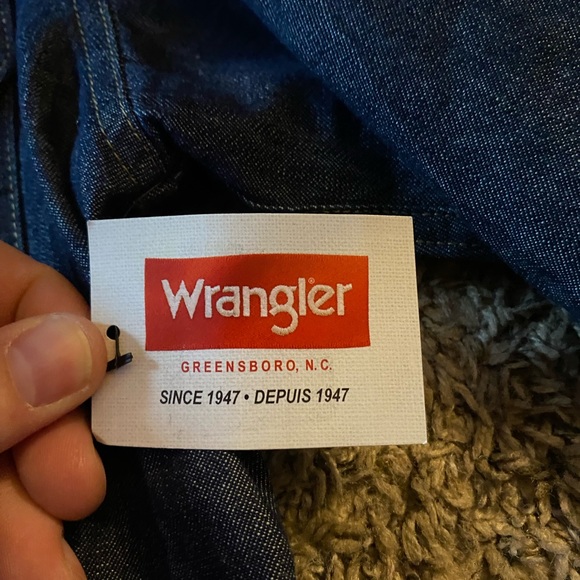 Wrangler®
GREENSBORO, N.C.
SINCE 1947 • DEPUIS 1947